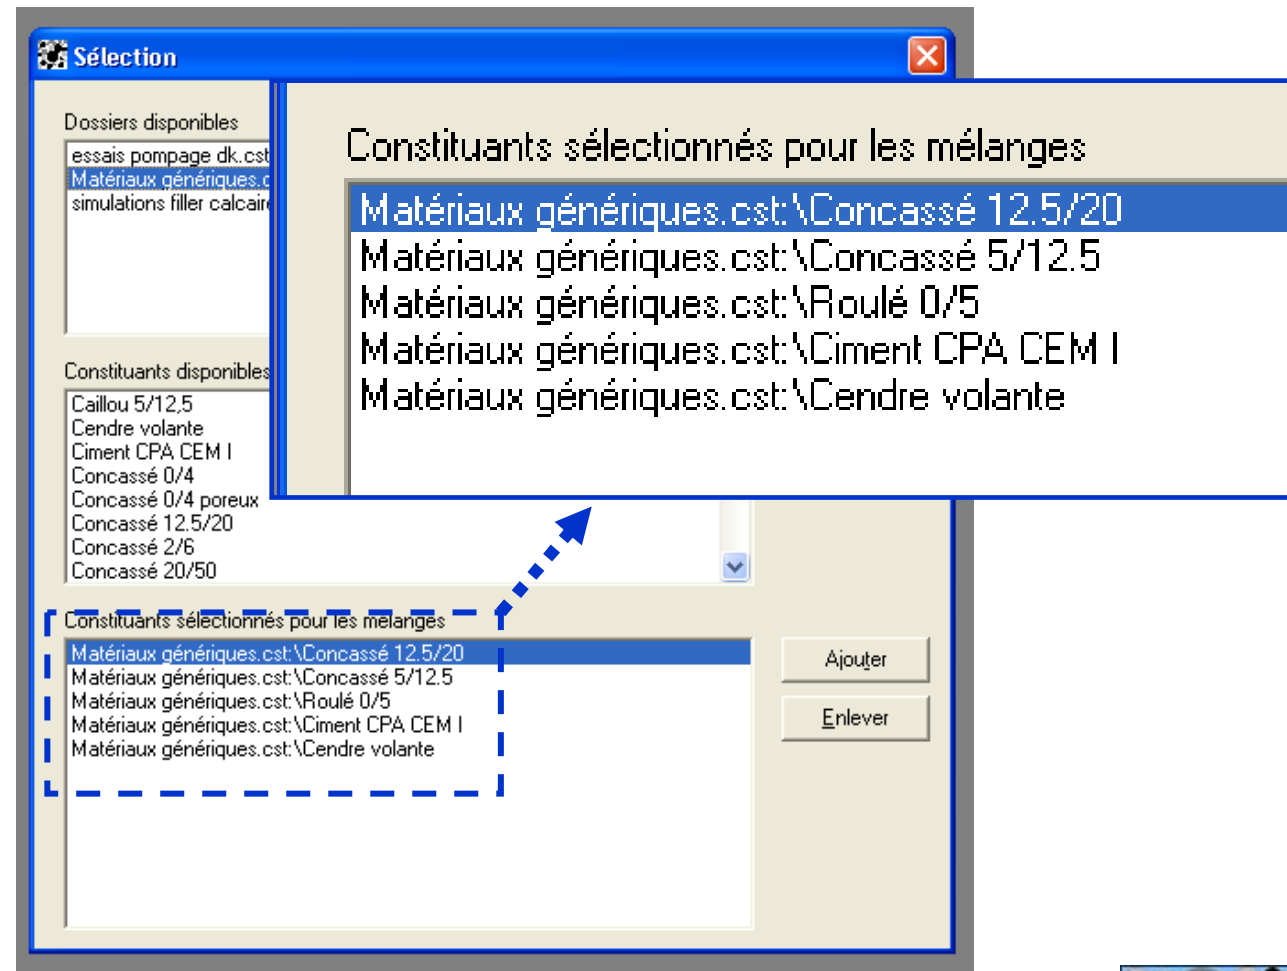 Sélection
Dossiers disponibles
essais pompage dk.cst
Matériaux génériques.c
simulations filler calcaire
Constituants sélectionnés pour les mélanges
Matériaux génériques.cst:\Concassé 12.5/20
Matériaux génériques.cst:\Concassé 5/12.5
Matériaux génériques.cst:\Roulé 0/5
Matériaux génériques.cst:\Ciment CPA CEM I
Matériaux génériques.cst:\Cendre volante
Constituants disponibles
Caillou 5/12,5
Cendre volante
Ciment CPA CEM I
Concassé 0/4
Concassé 0/4 poreux
Concassé 12.5/20
Concassé 2/6
Concassé 20/50
Constituants sélectionnés pour les mélanges
Matériaux génériques.cst:\Concassé 12.5/20
Matériaux génériques.cst:\Concassé 5/12.5
Matériaux génériques.cst:\Roulé 0/5
Matériaux génériques.cst:\Ciment CPA CEM I
Matériaux génériques.cst:\Cendre volante
Ajouter
Enlever